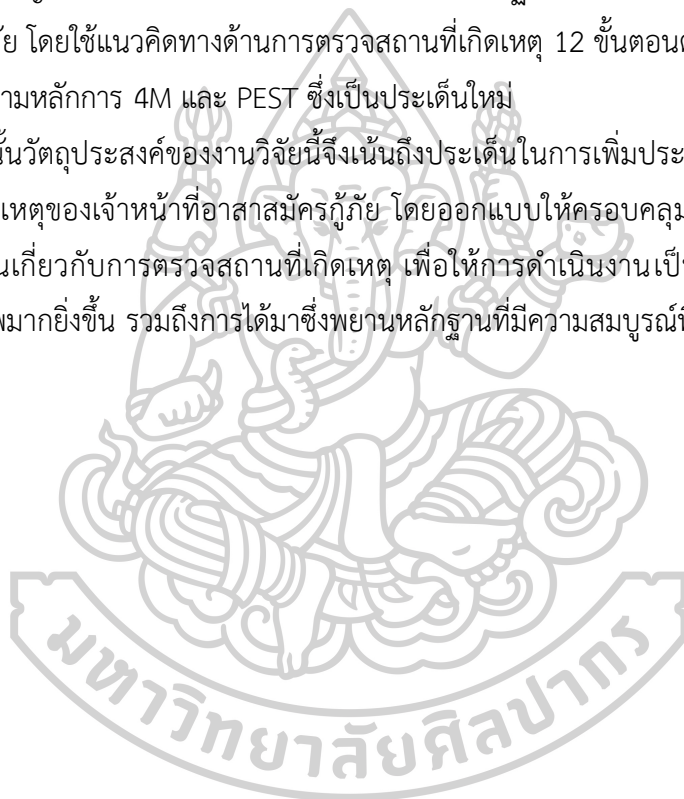 ัย โดยใช้แนวคิดทางด้านการตรวจสถานที่เกิดเหตุ 12 ขั้นตอน
ามหลักการ 4M และ PEST ซึ่งเป็นประเด็นใหม่
นั้นวัตถุประสงค์ของงานวิจัยนี้จึงเน้นถึงประเด็นในการเพิ่มประ
เหตุของเจ้าหน้าที่อาสาสมัครกู้ภัย โดยออกแบบให้ครอบคลุม
นเกี่ยวกับการตรวจสถานที่เกิดเหตุ เพื่อให้การดำเนินงานเป็
พมากยิ่งขึ้น รวมถึงการได้มาซึ่งพยานหลักฐานที่มีความสมบูรณ์
มหาวิทยาลัยศิลปากร